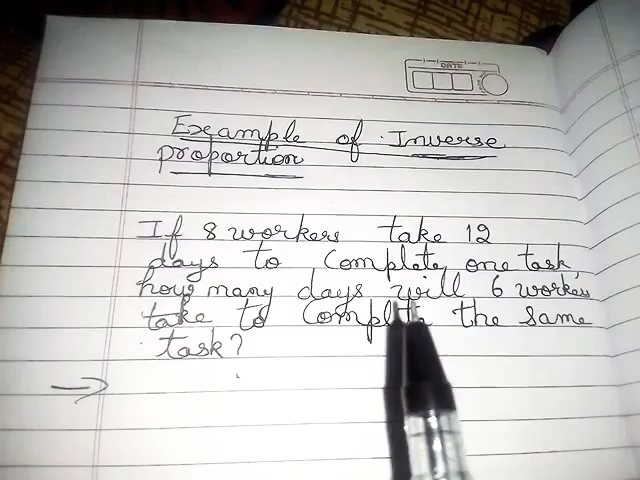 DATE
Example of Inverse
proportion
If 8 workers take 12
days to complete one task,
how many days will 6 workers
take to complete the same
task?